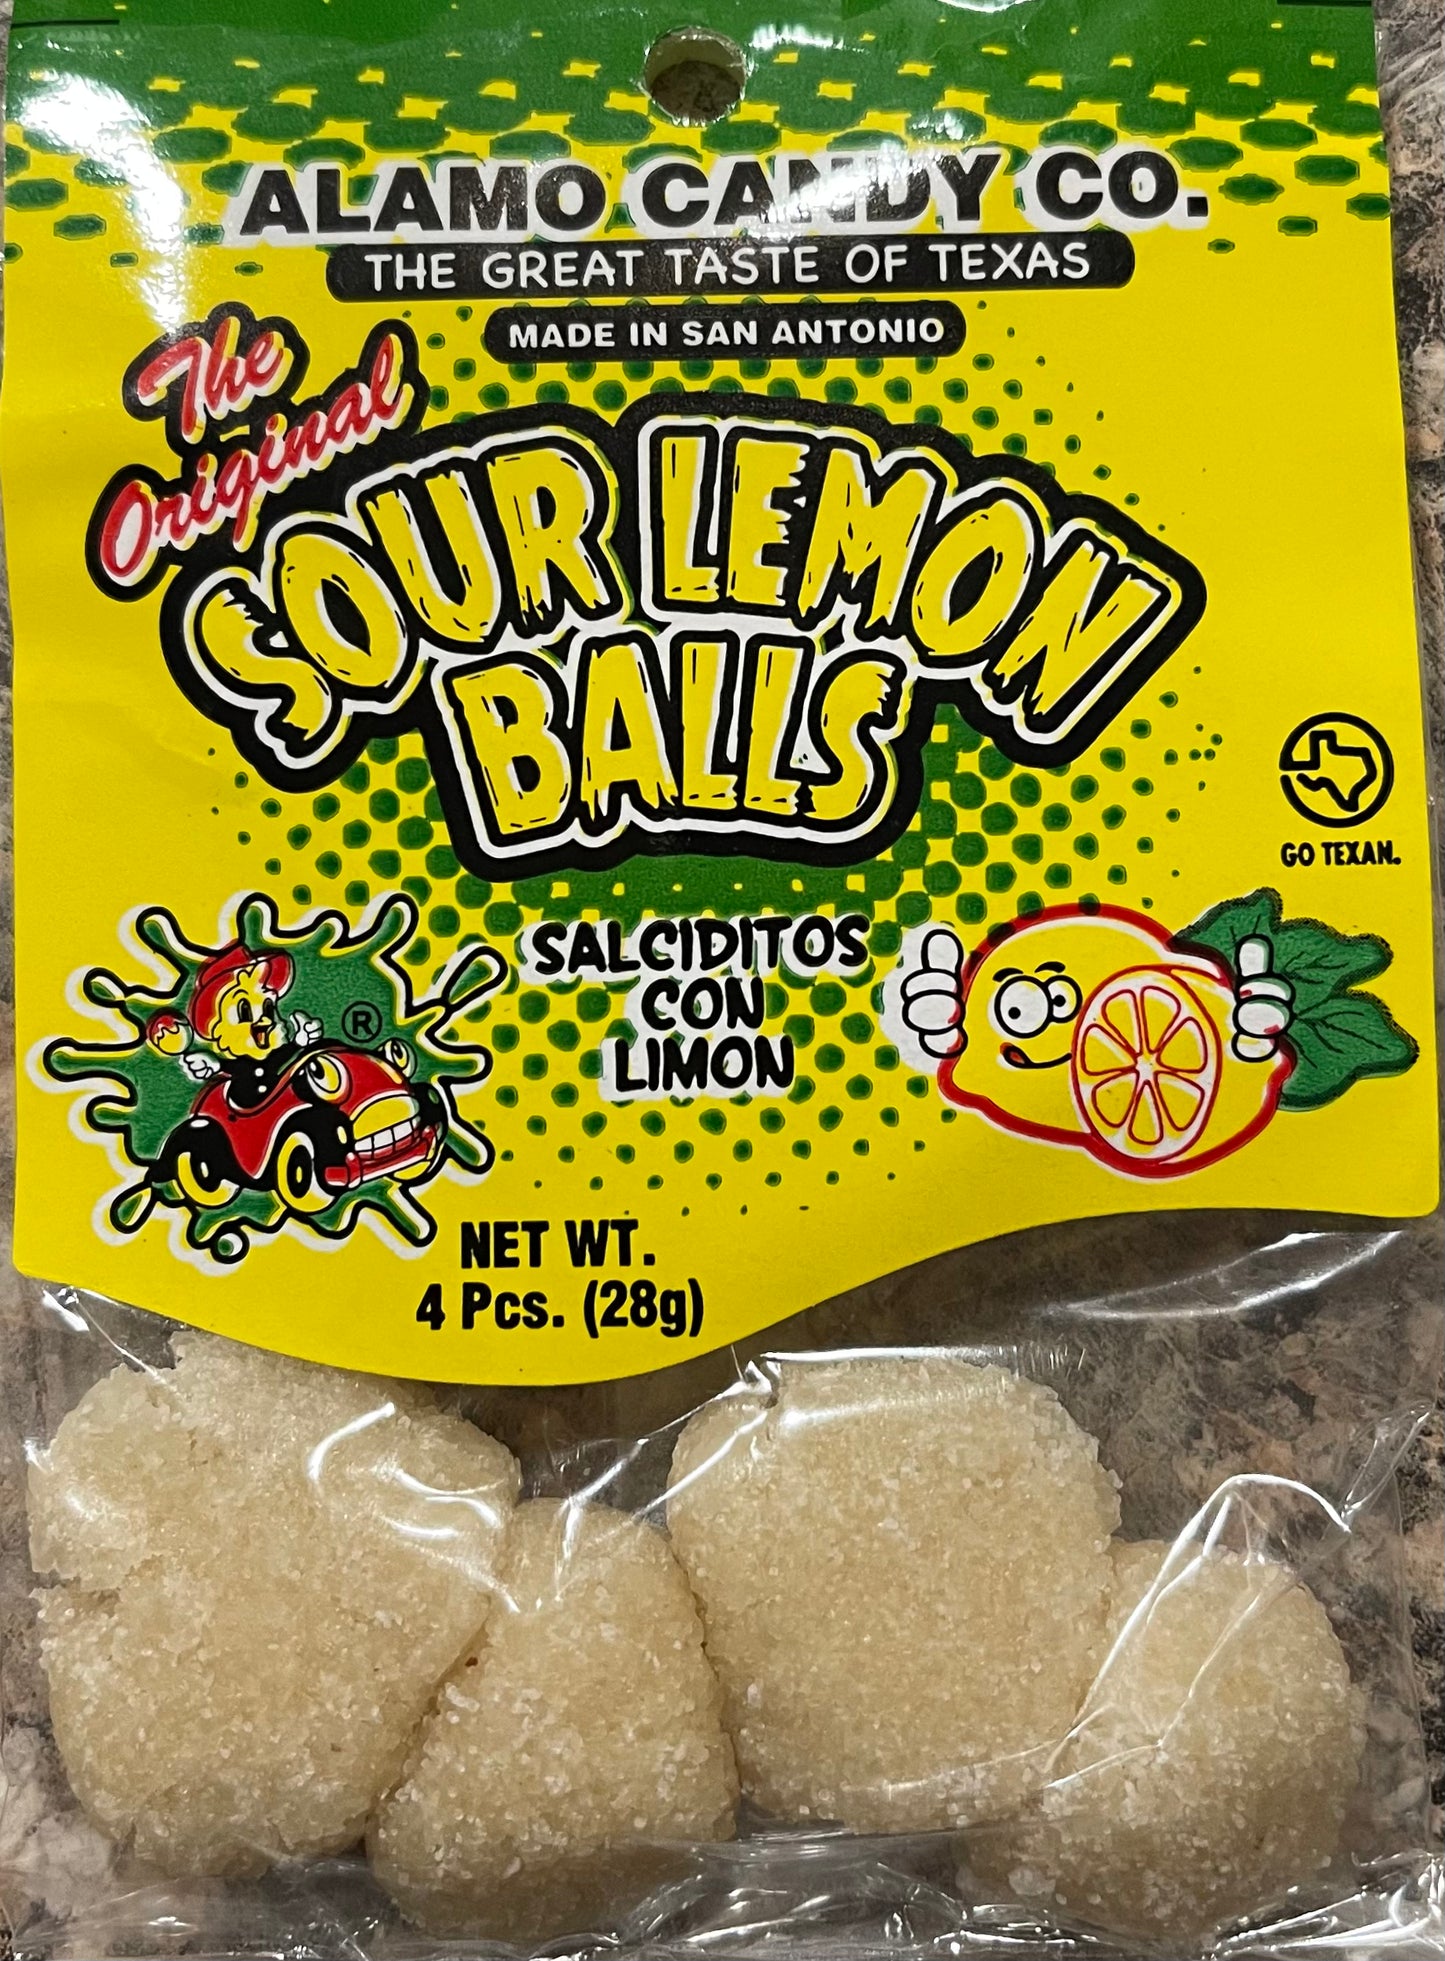 ALAMO CANDY CO.
THE GREAT TASTE OF TEXAS
MADE IN SAN ANTONIO
The
Original
SOUR LEMON
BALLS
GO TEXAN.
SALCIDITOS
CON
LIMON
®
NET WT.
4 Pcs. (28g)